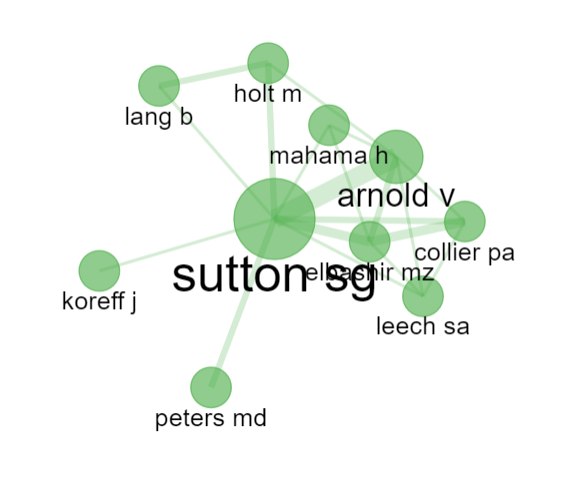 holt m
lang b
mahama h
arnold v
collier pa
sutton sg
elbashir mz
koreff j
leech sa
peters md